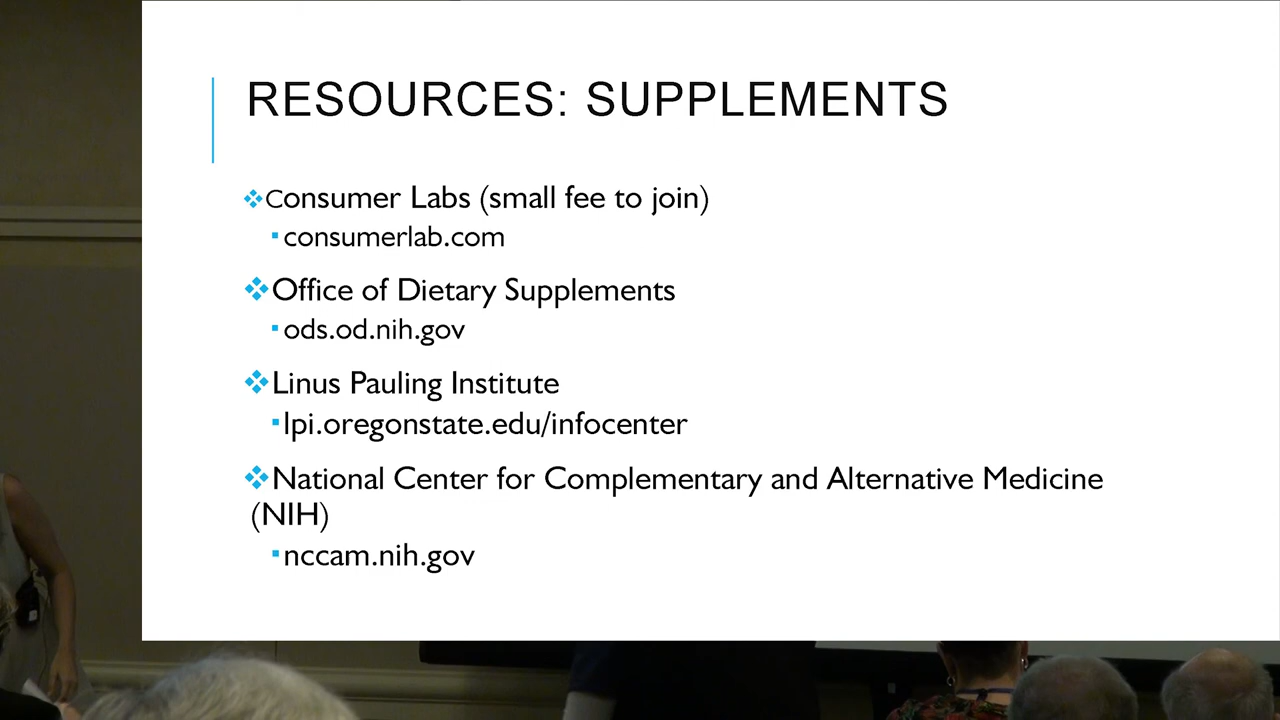 RESOURCES: SUPPLEMENTS
❖Consumer Labs (small fee to join)
▪consumerlab.com
❖Office of Dietary Supplements
▪ods.od.nih.gov
❖Linus Pauling Institute
▪lpi.oregonstate.edu/infocenter
❖National Center for Complementary and Alternative Medicine
(NIH)
▪nccam.nih.gov